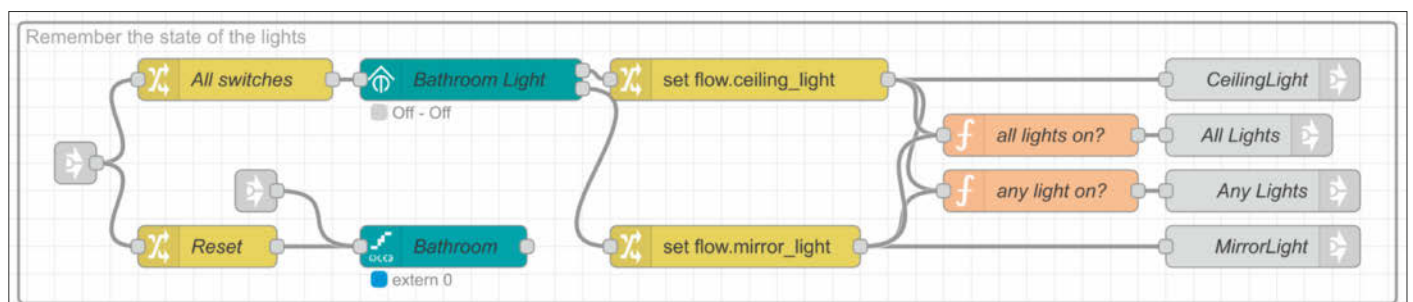 Remember the state of the lights
All switches
Bathroom Light
set flow.ceiling_light
CeilingLight
Off - Off
all lights on?
All Lights
any light on?
Any Lights
Reset
Bathroom
set flow.mirror_light
MirrorLight
extern 0